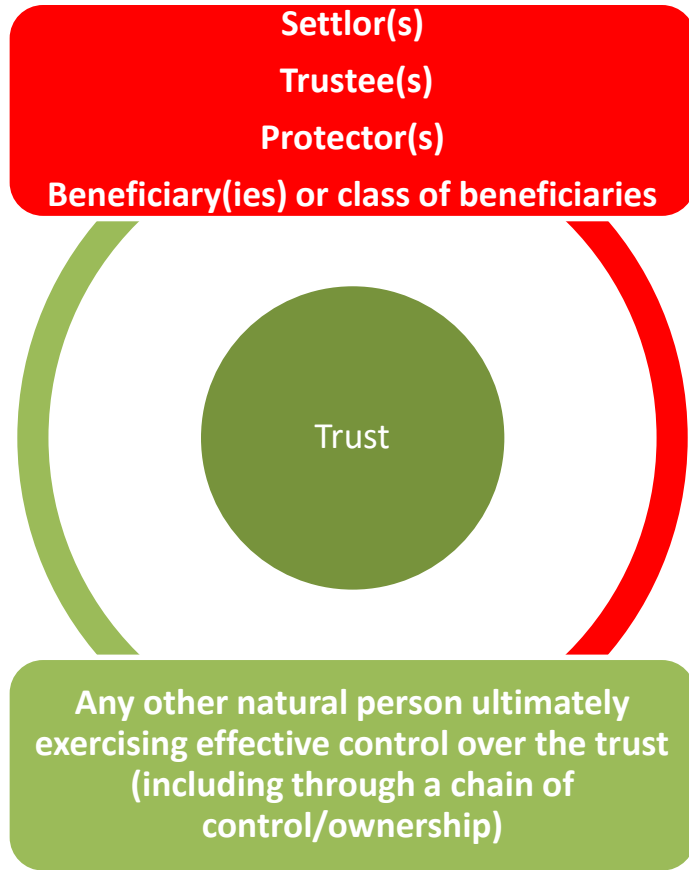 Settlor(s)
Trustee(s)
Protector(s)
Beneficiary(ies) or class of beneficiaries
Trust
Any other natural person ultimately
exercising effective control over the trust
(including through a chain of
control/ownership)